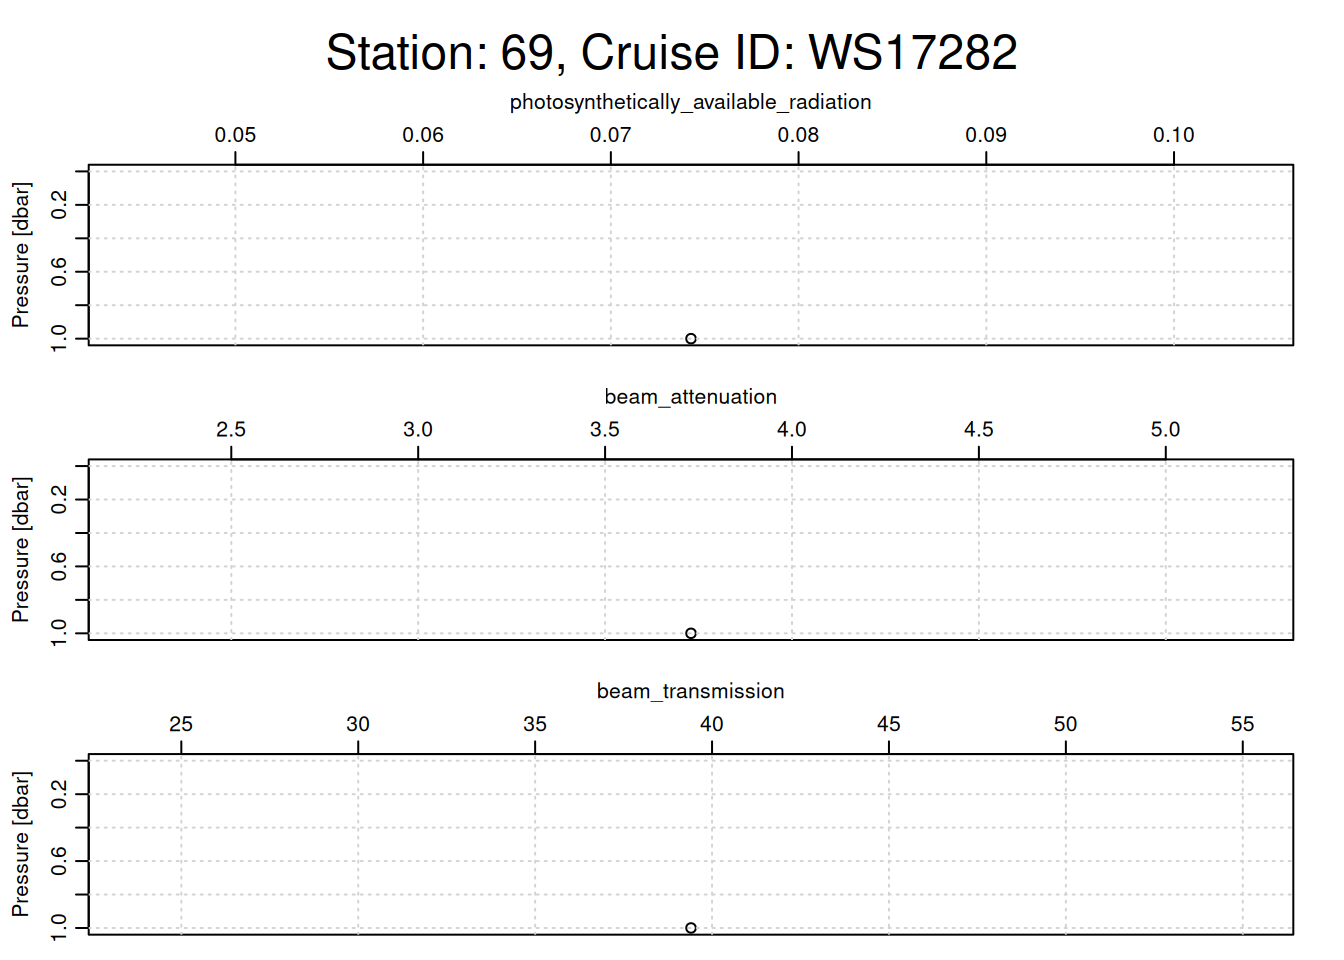 Station: 69, Cruise ID: WS17282
photosynthetically_available_radiation
0.05 0.06 0.07 0.08 0.09 0.10
Pressure [dbar]
0.2
0.6
1.0
beam_attenuation
2.5 3.0 3.5 4.0 4.5 5.0
Pressure [dbar]
0.2
0.6
1.0
beam_transmission
25 30 35 40 45 50 55
Pressure [dbar]
0.2
0.6
1.0